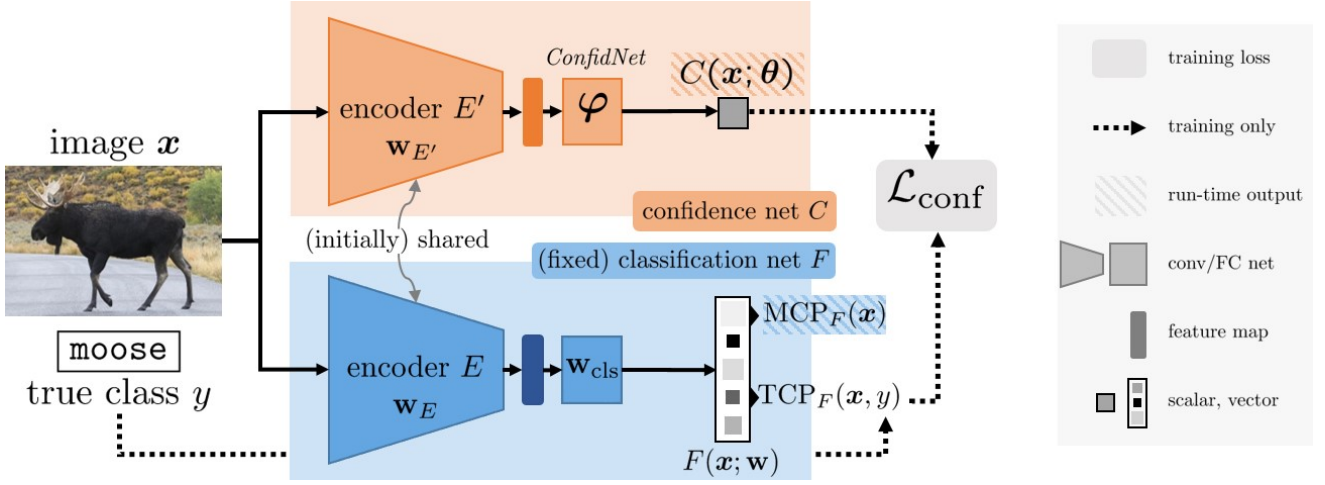 image x
moose
true class y
encoder E′
w_E′
ConfidNet
φ
C(x; θ)
confidence net C
(initially) shared
(fixed) classification net F
encoder E
w_E
w_cls
MCP_F(x)
TCP_F(x, y)
F(x; w)
ℒ_conf
training loss
training only
run-time output
conv/FC net
feature map
scalar, vector